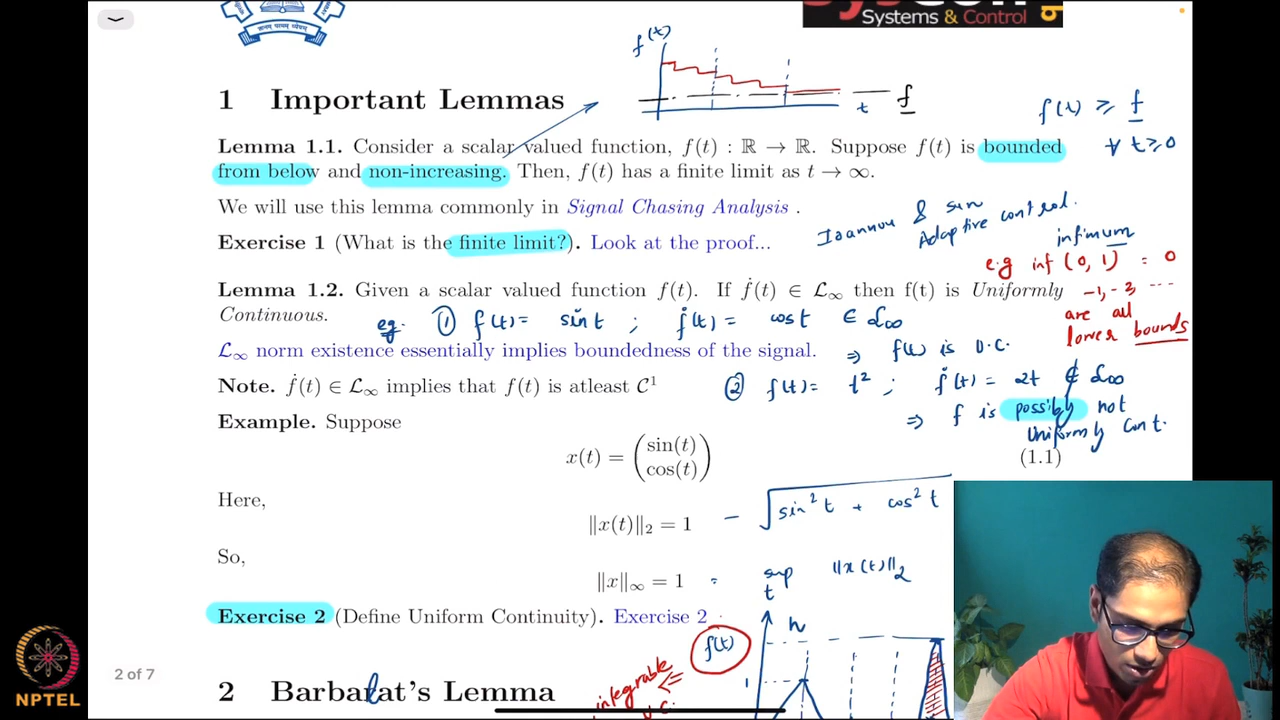 Systems & Control
f(t)
t
f
f(t) ≥ f
∀ t ≥ 0
1 Important Lemmas
Lemma 1.1. Consider a scalar valued function, f(t) : ℝ → ℝ. Suppose f(t) is bounded
from below and non-increasing. Then, f(t) has a finite limit as t → ∞.
We will use this lemma commonly in Signal Chasing Analysis .
Ioannou & Sun
Adaptive control.
Exercise 1 (What is the finite limit?). Look at the proof...
infimum
e.g inf (0, 1) = 0
-1, -2, ...
are all
lower bounds
Lemma 1.2. Given a scalar valued function f(t). If ḟ(t) ∈ 𝓛∞ then f(t) is Uniformly
Continuous.
eg. ① f(t) = sin t ; ḟ(t) = cos t ∈ 𝓛∞
𝓛∞ norm existence essentially implies boundedness of the signal.
⇒ f(t) is U.C.
Note. ḟ(t) ∈ 𝓛∞ implies that f(t) is atleast 𝒞¹
② f(t) = t² ; ḟ(t) = 2t ∉ 𝓛∞
⇒ f is possibly not
Uniformly Cont.
Example. Suppose
x(t) = (sin(t) cos(t)) (1.1)
Here,
‖x(t)‖₂ = 1 = √sin² t + cos² t
So,
‖x‖∞ = 1 = sup ‖x(t)‖₂
t
Exercise 2 (Define Uniform Continuity). Exercise 2
f(t)
n
1
integrable
U.C.
2 Barbalat's Lemma
2 of 7
NPTEL